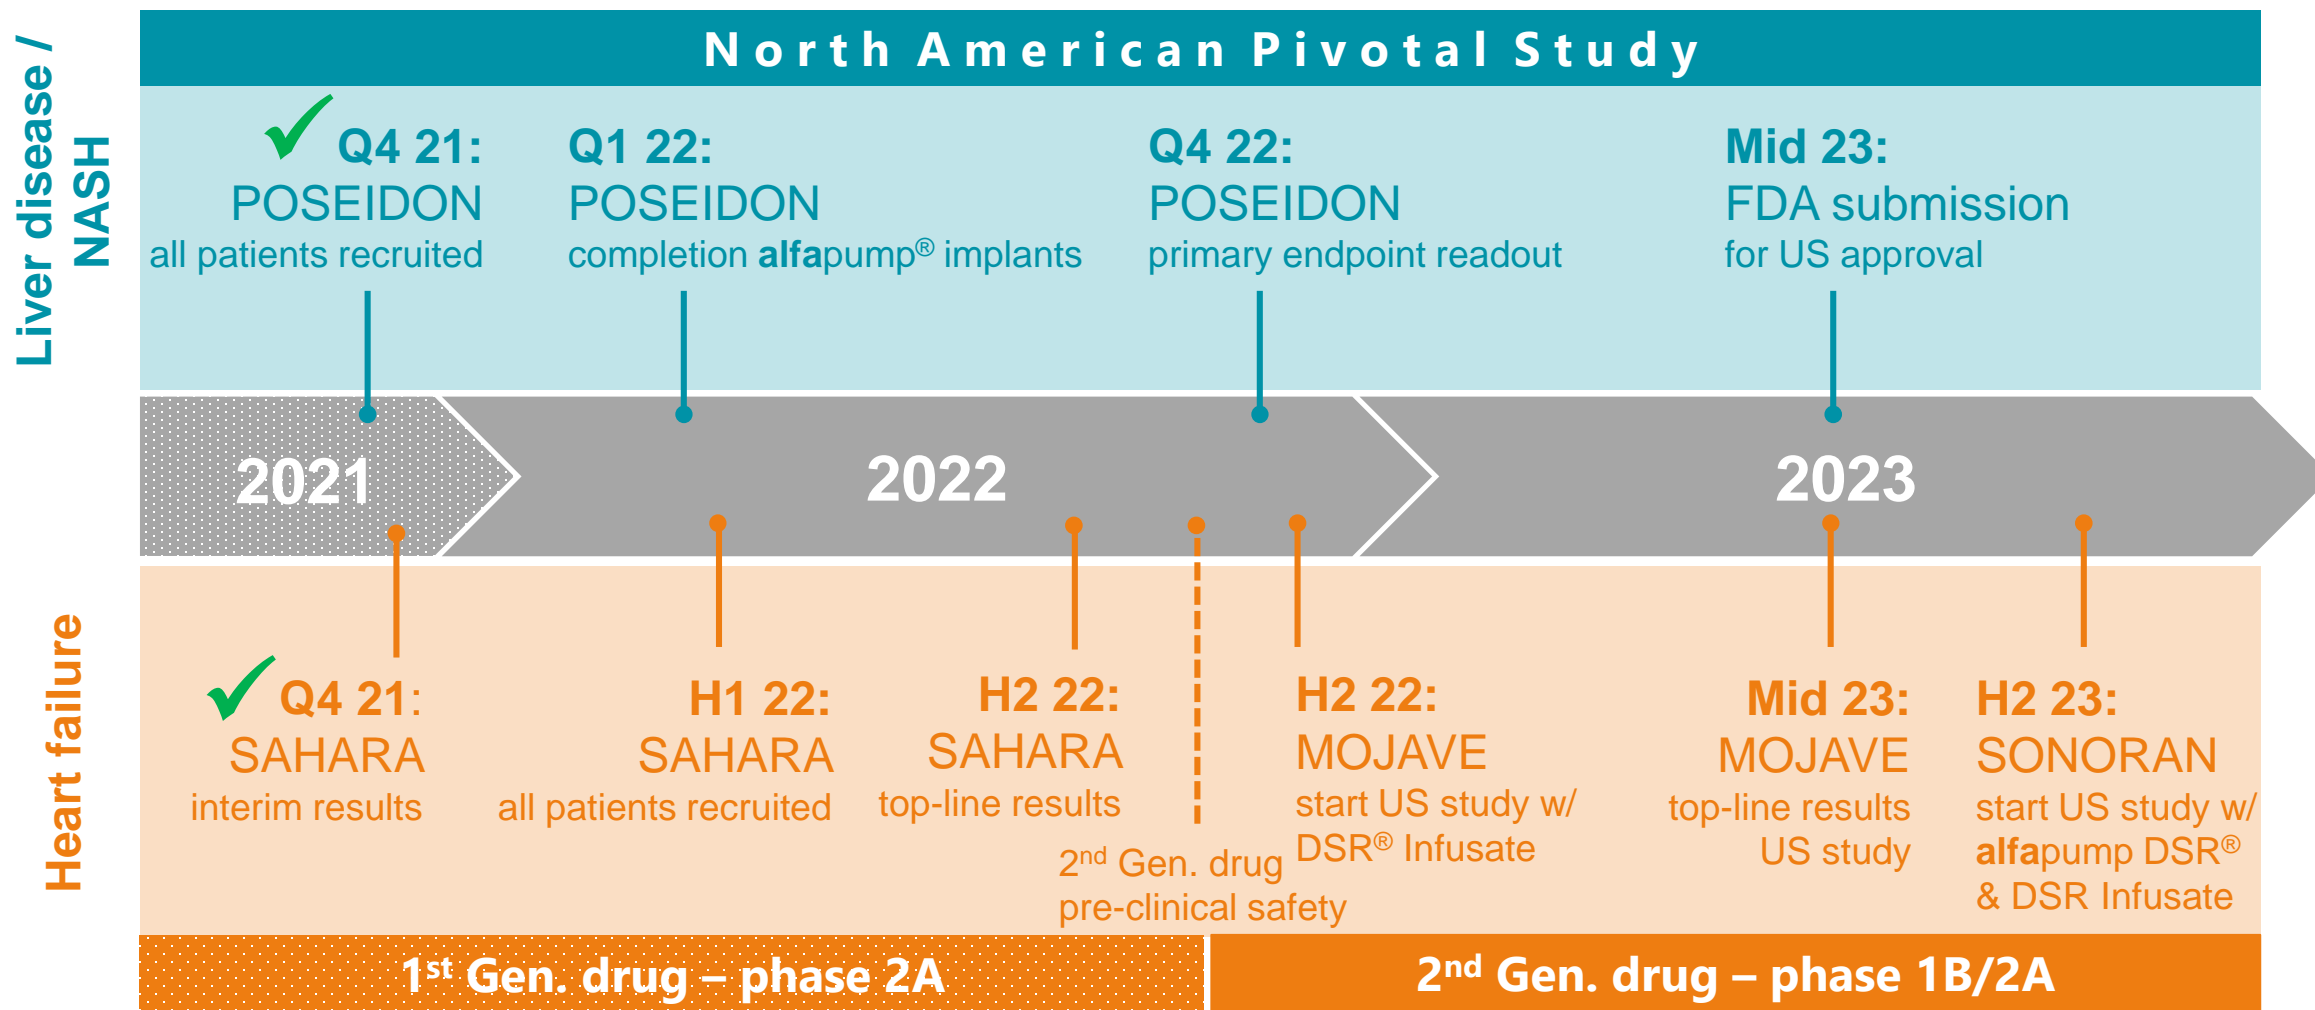 Liver disease /
NASH
North American Pivotal Study
Q4 21:
POSEIDON
all patients recruited
Q1 22:
POSEIDON
completion alfapump® implants
Q4 22:
POSEIDON
primary endpoint readout
Mid 23:
FDA submission
for US approval
2021
2022
2023
Heart failure
Q4 21:
SAHARA
interim results
H1 22:
SAHARA
all patients recruited
H2 22:
SAHARA
top-line results
2nd Gen. drug
pre-clinical safety
H2 22:
MOJAVE
start US study w/
DSR® Infusate
Mid 23:
MOJAVE
top-line results
US study
H2 23:
SONORAN
start US study w/
alfapump DSR®
& DSR Infusate
1st Gen. drug – phase 2A
2nd Gen. drug – phase 1B/2A